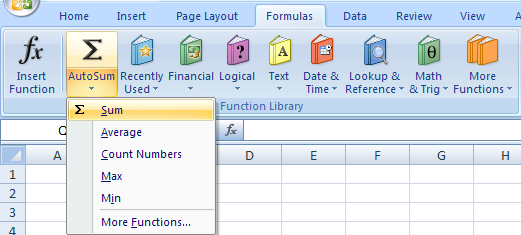 Home Insert Page Layout Formulas Data Review View
fx Σ θ
Insert Function
AutoSum
Recently Used
Financial
Logical
Text
Date & Time
Lookup & Reference
Math & Trig
More Functions
Function Library
Σ Sum
Average
Count Numbers
Max
Min
More Functions...
fx
A D E F G H
1
2
3
4